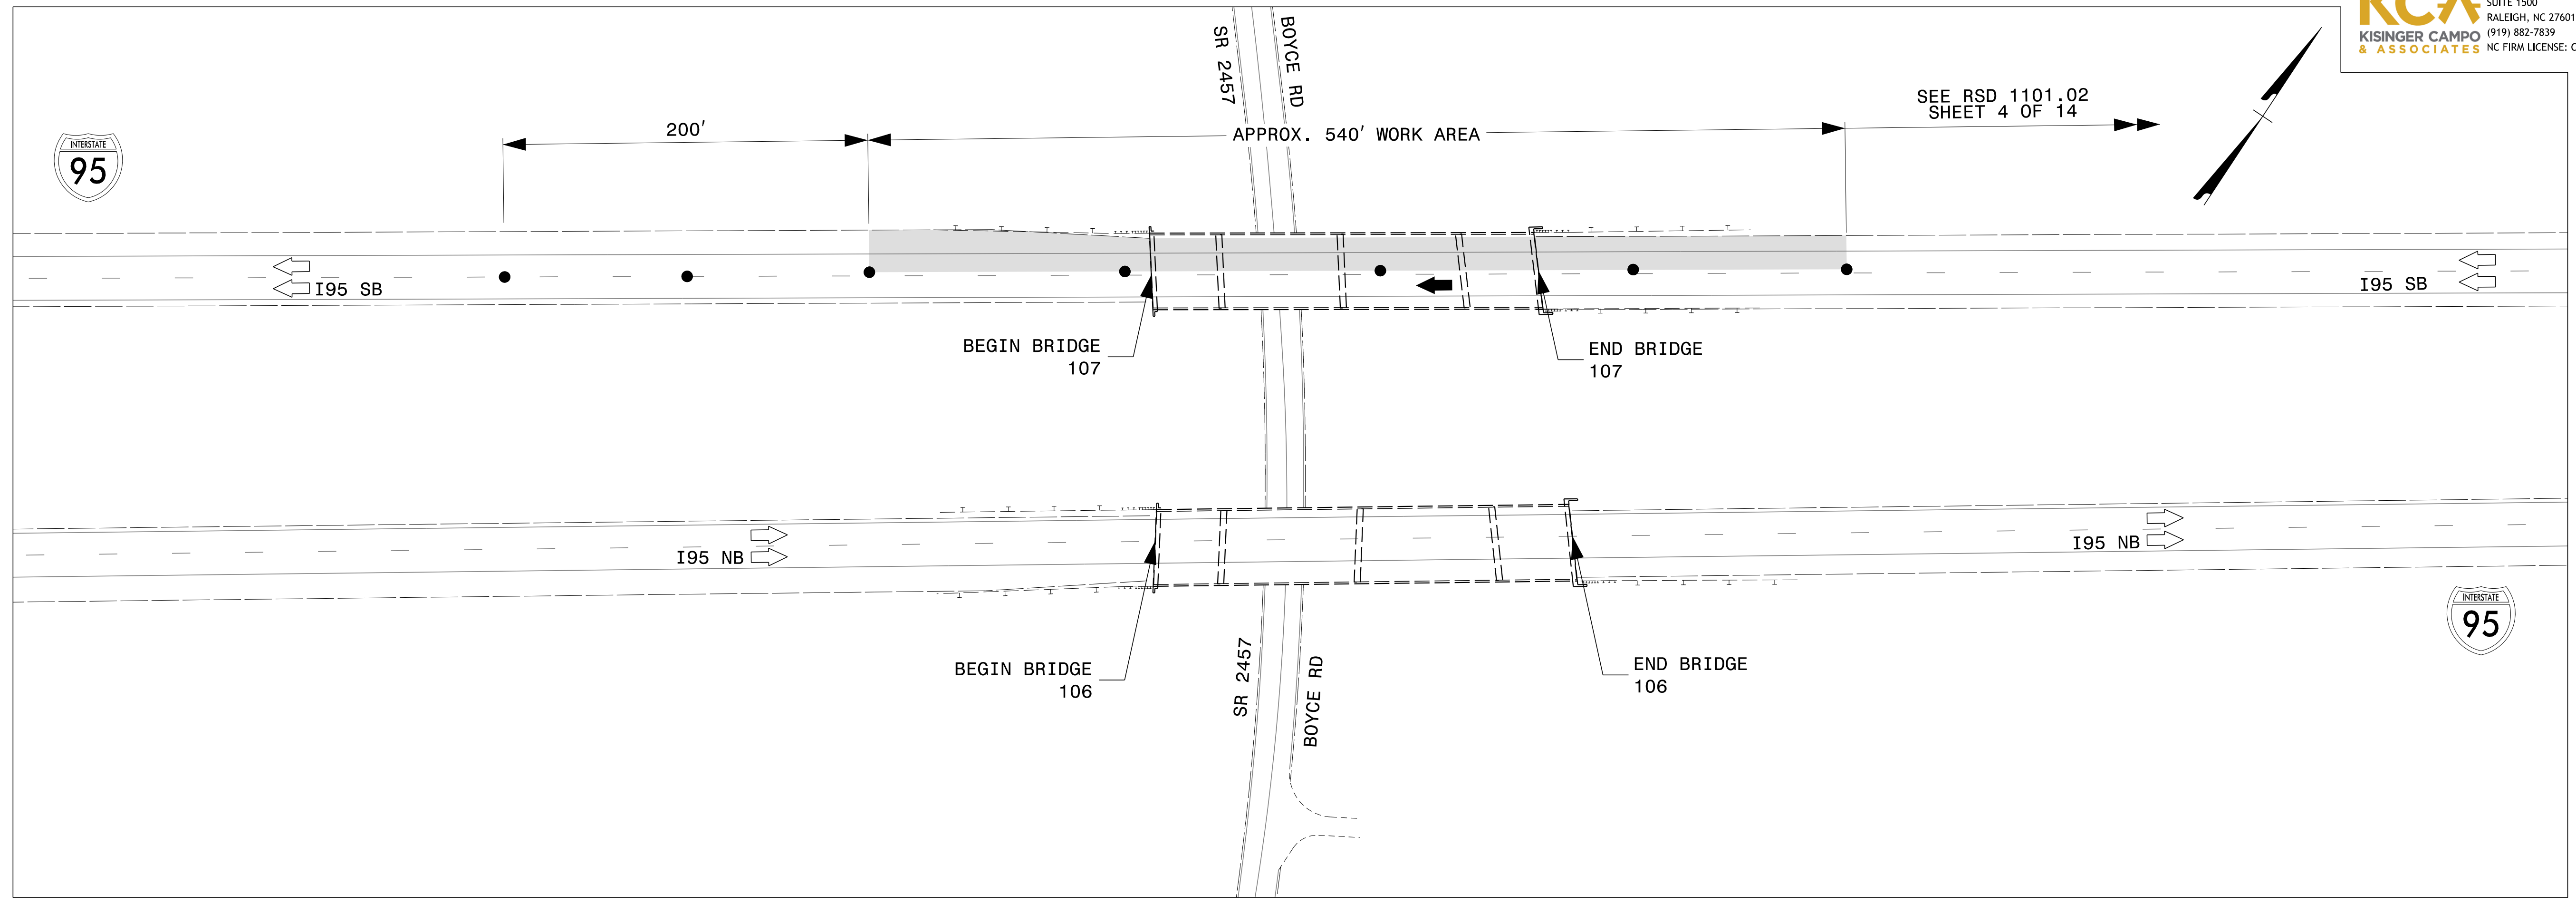 KCA
KISINGER CAMPO
& ASSOCIATES
SUITE 1500
RALEIGH, NC 27601
(919) 882-7839
NC FIRM LICENSE:
SR 2457
BOYCE RD
SEE RSD 1101.02
SHEET 4 OF 14
200'
APPROX. 540' WORK AREA
INTERSTATE
95
I95 SB
I95 SB
BEGIN BRIDGE
107
END BRIDGE
107
I95 NB
I95 NB
INTERSTATE
95
BEGIN BRIDGE
106
END BRIDGE
106
SR 2457
BOYCE RD